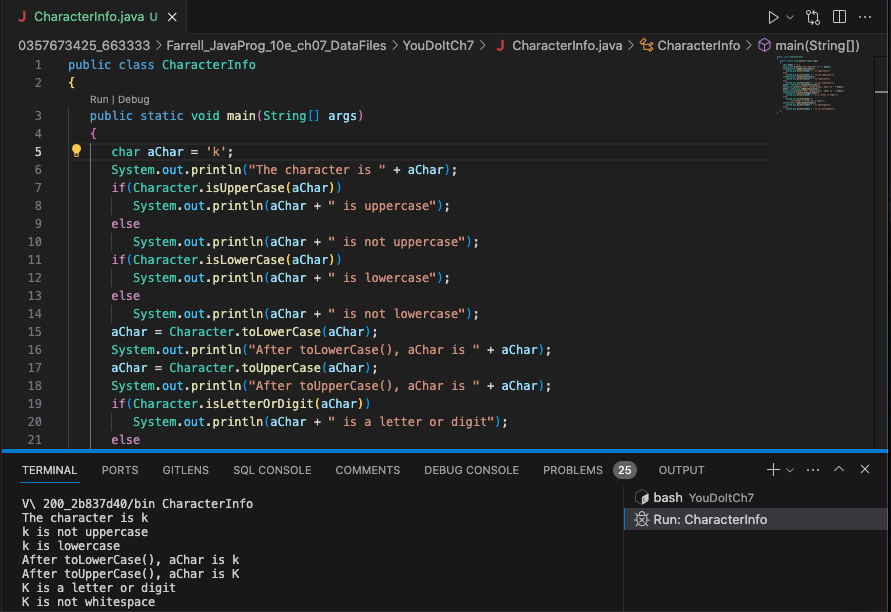 J CharacterInfo.java U
0357673425_663333 > Farrell_JavaProg_10e_ch07_DataFiles > YouDoItCh7 > J CharacterInfo.java > CharacterInfo > main(String[])
1 public class CharacterInfo
2 {
Run | Debug
3 public static void main(String[] args)
4 {
5 char aChar = 'k';
6 System.out.println("The character is " + aChar);
7 if(Character.isUpperCase(aChar))
8 System.out.println(aChar + " is uppercase");
9 else
10 System.out.println(aChar + " is not uppercase");
11 if(Character.isLowerCase(aChar))
12 System.out.println(aChar + " is lowercase");
13 else
14 System.out.println(aChar + " is not lowercase");
15 aChar = Character.toLowerCase(aChar);
16 System.out.println("After toLowerCase(), aChar is " + aChar);
17 aChar = Character.toUpperCase(aChar);
18 System.out.println("After toUpperCase(), aChar is " + aChar);
19 if(Character.isLetterOrDigit(aChar))
20 System.out.println(aChar + " is a letter or digit");
21 else
TERMINAL PORTS GITLENS SQL CONSOLE COMMENTS DEBUG CONSOLE PROBLEMS 25 OUTPUT
V\ 200_2b837d40/bin CharacterInfo
The character is k
k is not uppercase
k is lowercase
After toLowerCase(), aChar is k
After toUpperCase(), aChar is K
K is a letter or digit
K is not whitespace
bash YouDoItCh7
Run: CharacterInfo